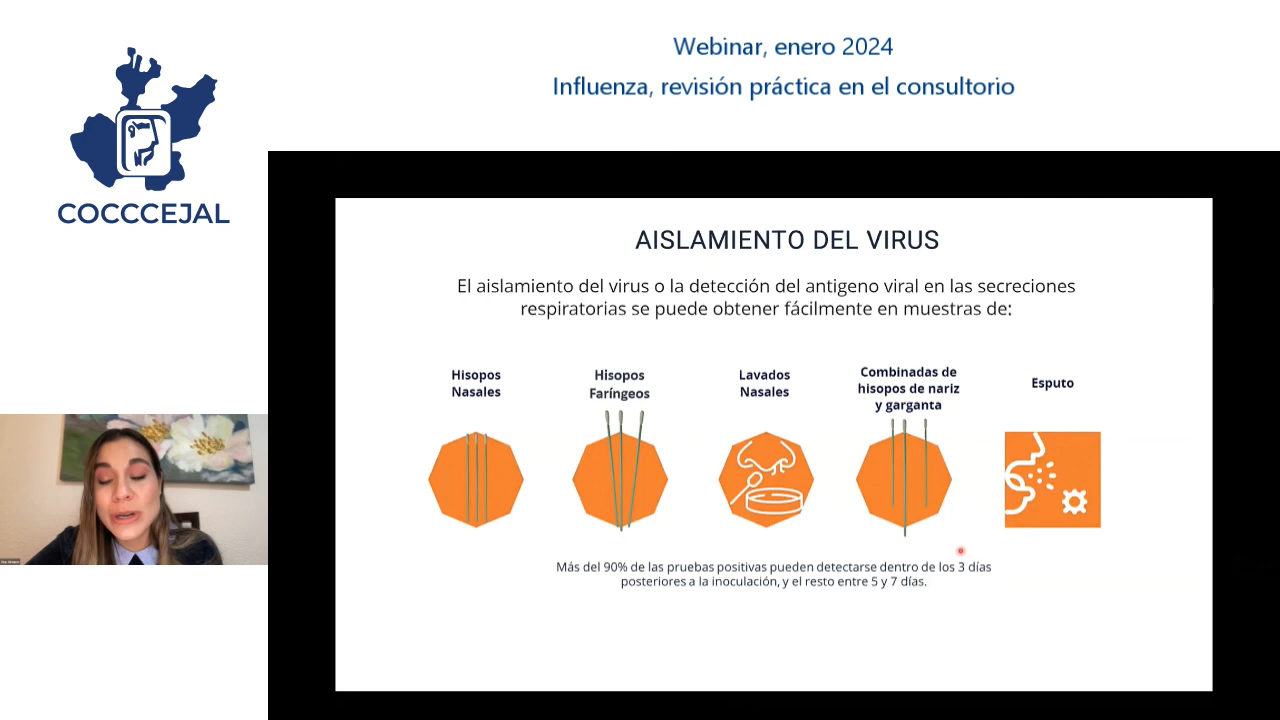 Webinar, enero 2024
Influenza, revisión práctica en el consultorio
COCCCEJAL
AISLAMIENTO DEL VIRUS
El aislamiento del virus o la detección del antigeno viral en las secreciones
respiratorias se puede obtener fácilmente en muestras de:
Hisopos
Nasales
Hisopos
Faríngeos
Lavados
Nasales
Combinadas de
hisopos de nariz
y garganta
Esputo
Más del 90% de las pruebas positivas pueden detectarse dentro de los 3 días
posteriores a la inoculación, y el resto entre 5 y 7 días.